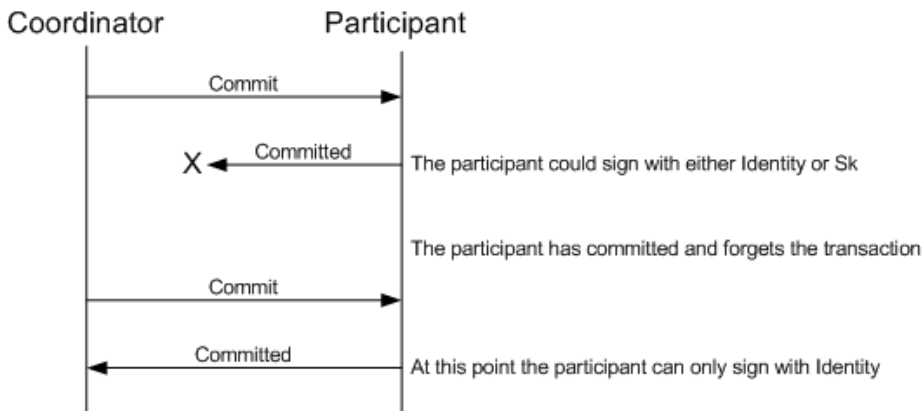 Coordinator Participant
Commit
X Committed The participant could sign with either Identity or Sk
The participant has committed and forgets the transaction
Commit
Committed At this point the participant can only sign with Identity